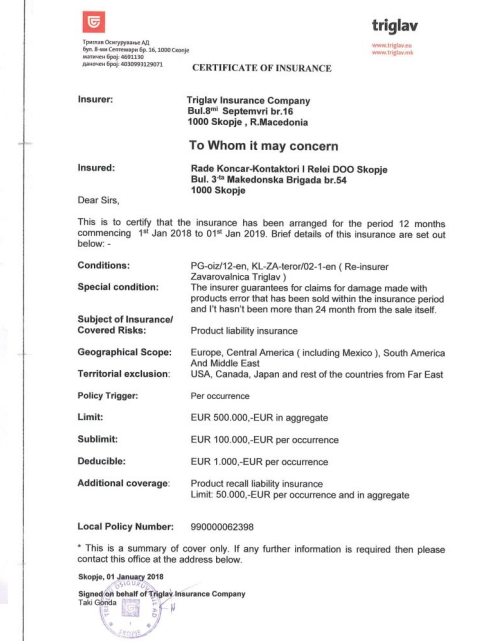 triglav
Триглав Осигурување АД
бул. 8-ми Септември бр. 16, 1000 Скопје
матичен број: 4691130
даночен број: 4030993129071
www.triglav.eu
www.triglav.mk
CERTIFICATE OF INSURANCE
Insurer: Triglav Insurance Company
Bul.8mi Septemvri br.16
1000 Skopje , R.Macedonia
To Whom it may concern
Insured: Rade Koncar-Kontaktori I Relei DOO Skopje
Bul. 3-ta Makedonska Brigada br.54
1000 Skopje
Dear Sirs,
This is to certify that the insurance has been arranged for the period 12 months
commencing 1st Jan 2018 to 01st Jan 2019. Brief details of this insurance are set out
below: -
Conditions: PG-oiz/12-en, KL-ZA-teror/02-1-en ( Re-insurer
Zavarovalnica Triglav )
Special condition: The insurer guarantees for claims for damage made with
products error that has been sold within the insurance period
and I't hasn't been more than 24 month from the sale itself.
Subject of Insurance/
Covered Risks: Product liability insurance
Geographical Scope: Europe, Central America ( including Mexico ), South America
And Middle East
Territorial exclusion: USA, Canada, Japan and rest of the countries from Far East
Policy Trigger: Per occurrence
Limit: EUR 500.000,-EUR in aggregate
Sublimit: EUR 100.000,-EUR per occurrence
Deducible: EUR 1.000,-EUR per occurrence
Additional coverage: Product recall liability insurance
Limit: 50.000,-EUR per occurrence and in aggregate
Local Policy Number: 990000062398
* This is a summary of cover only. If any further information is required then please
contact this office at the address below.
Skopje, 01 January 2018
Signed on behalf of Triglav Insurance Company
Taki Gonda